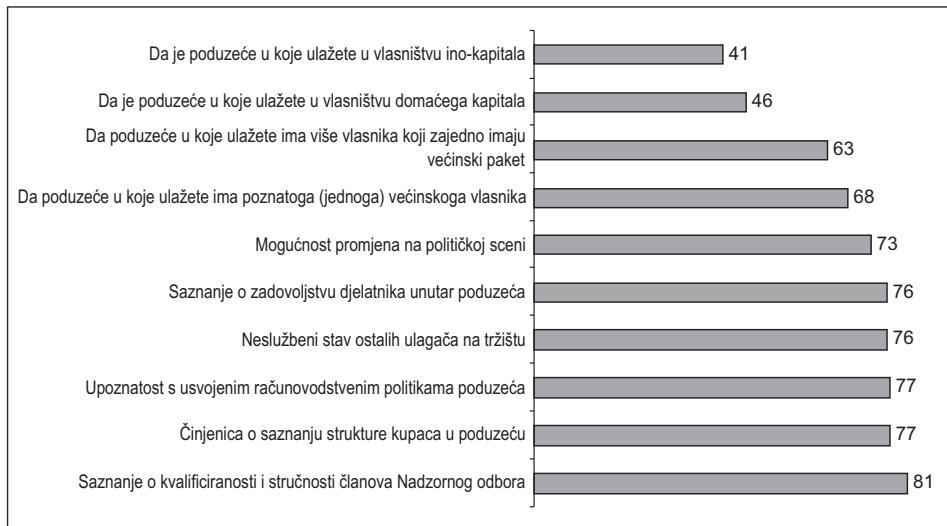 Da je poduzeće u koje ulažete u vlasništvu ino-kapitala 41
Da je poduzeće u koje ulažete u vlasništvu domaćega kapitala 46
Da poduzeće u koje ulažete ima više vlasnika koji zajedno imaju
većinski paket 63
Da poduzeće u koje ulažete ima poznatoga (jednoga) većinskoga vlasnika 68
Mogućnost promjena na političkoj sceni 73
Saznanje o zadovoljstvu djelatnika unutar poduzeća 76
Neslužbeni stav ostalih ulagača na tržištu 76
Upoznatost s usvojenim računovodstvenim politikama poduzeća 77
Činjenica o saznanju strukture kupaca u poduzeću 77
Saznanje o kvalificiranosti i stručnosti članova Nadzornog odbora 81